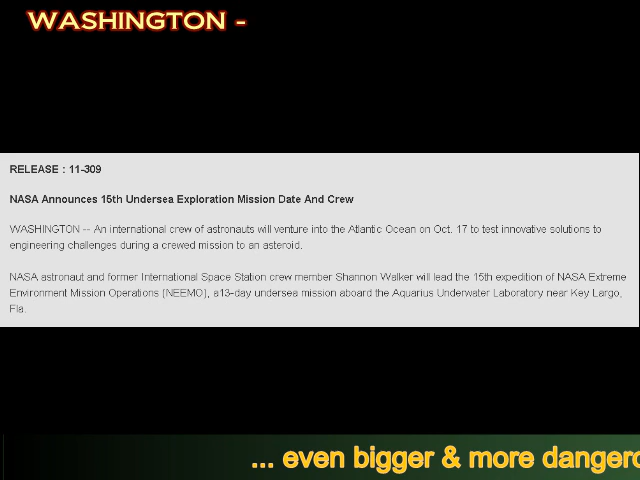 WASHINGTON -
RELEASE : 11-309
NASA Announces 15th Undersea Exploration Mission Date And Crew
WASHINGTON -- An international crew of astronauts will venture into the Atlantic Ocean on Oct. 17 to test innovative solutions to
engineering challenges during a crewed mission to an asteroid.
NASA astronaut and former International Space Station crew member Shannon Walker will lead the 15th expedition of NASA Extreme
Environment Mission Operations (NEEMO), a13-day undersea mission aboard the Aquarius Underwater Laboratory near Key Largo,
Fla.
... even bigger & more dangero